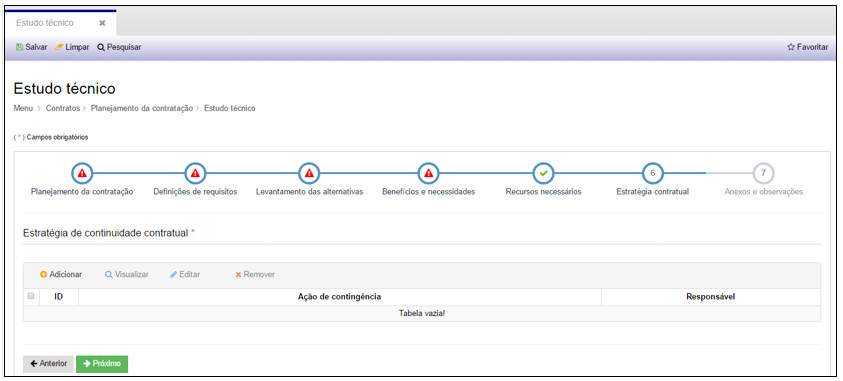 Estudo técnico ✖
Salvar Limpar Pesquisar Favoritar
Estudo técnico
Menu > Contratos > Planejamento da contratação > Estudo técnico
( * ) Campos obrigatórios
6 7
Planejamento da contratação Definições de requisitos Levantamento das alternativas Benefícios e necessidades Recursos necessários Estratégia contratual Anexos e observações
Estratégia de continuidade contratual *
Adicionar Visualizar Editar Remover
ID Ação de contingência Responsável
Tabela vazia!
Anterior Próximo